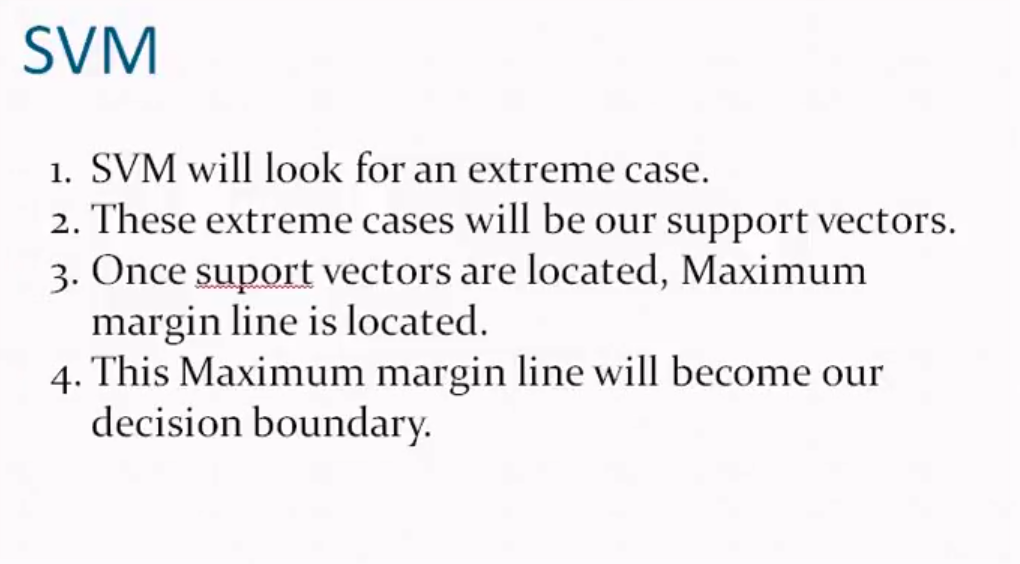 SVM
1. SVM will look for an extreme case.
2. These extreme cases will be our support vectors.
3. Once suport vectors are located, Maximum
margin line is located.
4. This Maximum margin line will become our
decision boundary.